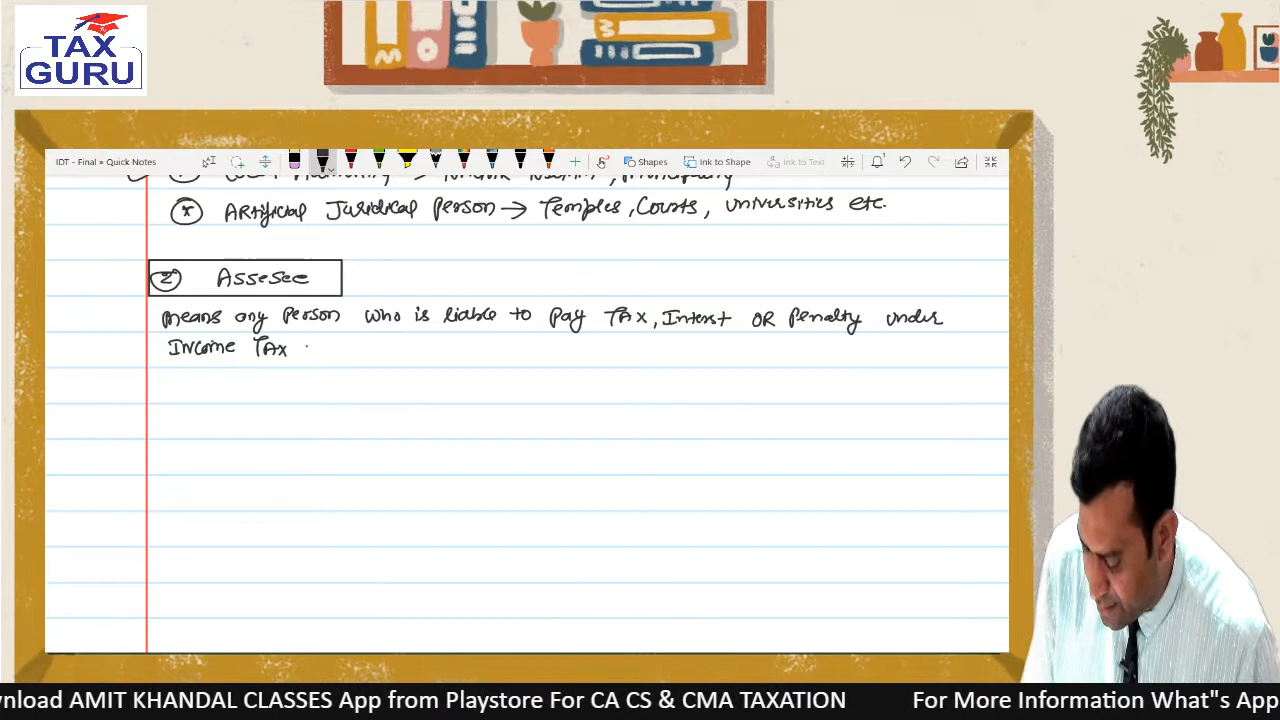 TAX
GURU
IDT - Final » Quick Notes
Shapes
Ink to Shape
Ink to Text
Artificial Juridical Person → Temples, Courts, universities etc.
2 Assesee
means any Person who is liable to pay Tax, Interst OR Penalty under
Income Tax
wnload AMIT KHANDAL CLASSES App from Playstore For CA CS & CMA TAXATION For More Information What"s App